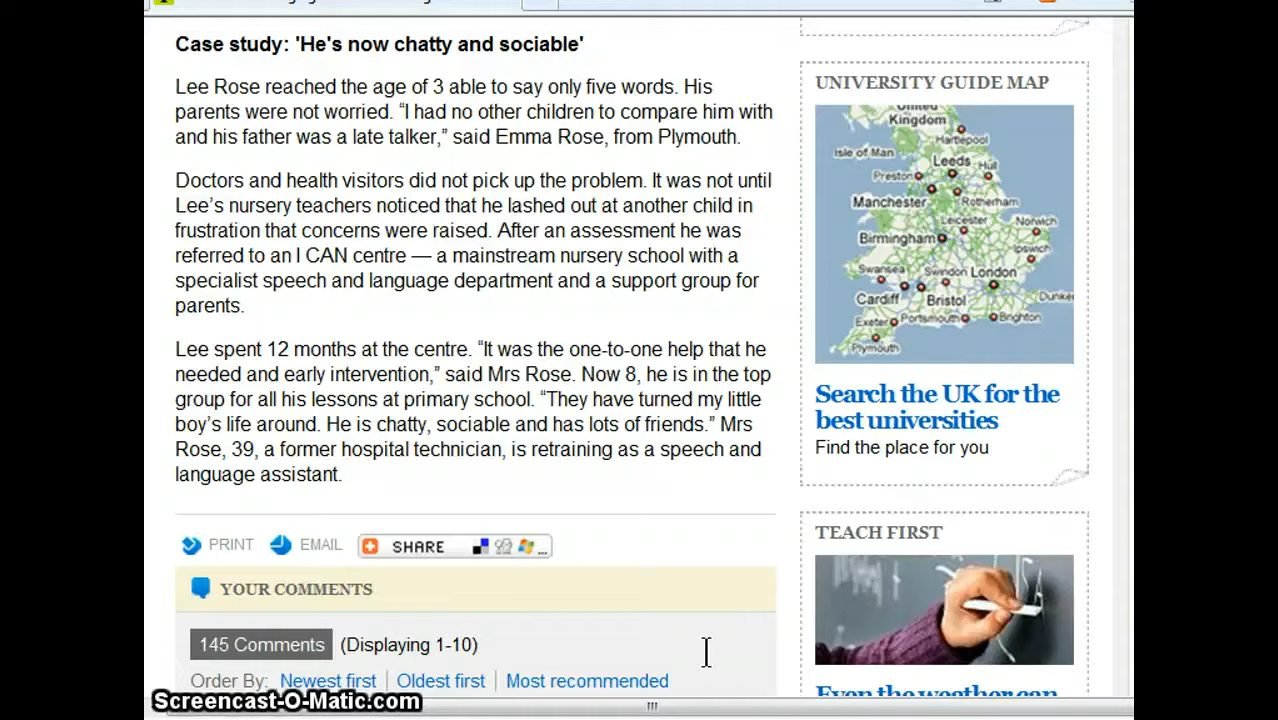 Case study: 'He's now chatty and sociable'
Lee Rose reached the age of 3 able to say only five words. His
parents were not worried. “I had no other children to compare him with
and his father was a late talker,” said Emma Rose, from Plymouth.
Doctors and health visitors did not pick up the problem. It was not until
Lee’s nursery teachers noticed that he lashed out at another child in
frustration that concerns were raised. After an assessment he was
referred to an I CAN centre — a mainstream nursery school with a
specialist speech and language department and a support group for
parents.
Lee spent 12 months at the centre. “It was the one-to-one help that he
needed and early intervention,” said Mrs Rose. Now 8, he is in the top
group for all his lessons at primary school. “They have turned my little
boy’s life around. He is chatty, sociable and has lots of friends.” Mrs
Rose, 39, a former hospital technician, is retraining as a speech and
language assistant.
PRINT EMAIL SHARE ...
YOUR COMMENTS
145 Comments (Displaying 1-10)
Order By: Newest first | Oldest first | Most recommended
UNIVERSITY GUIDE MAP
United
Kingdom
Hartlepool
Isle of Man
Leeds
Hull
Preston
Manchester
Rotherham
Leicester
Norwich
Birmingham
Ipswich
Swansea
Swindon
London
Cardiff
Bristol
Dunke
Exeter
Portsmouth
Brighton
Plymouth
Search the UK for the
best universities
Find the place for you
TEACH FIRST
Even the weather can
Screencast-O-Matic.com